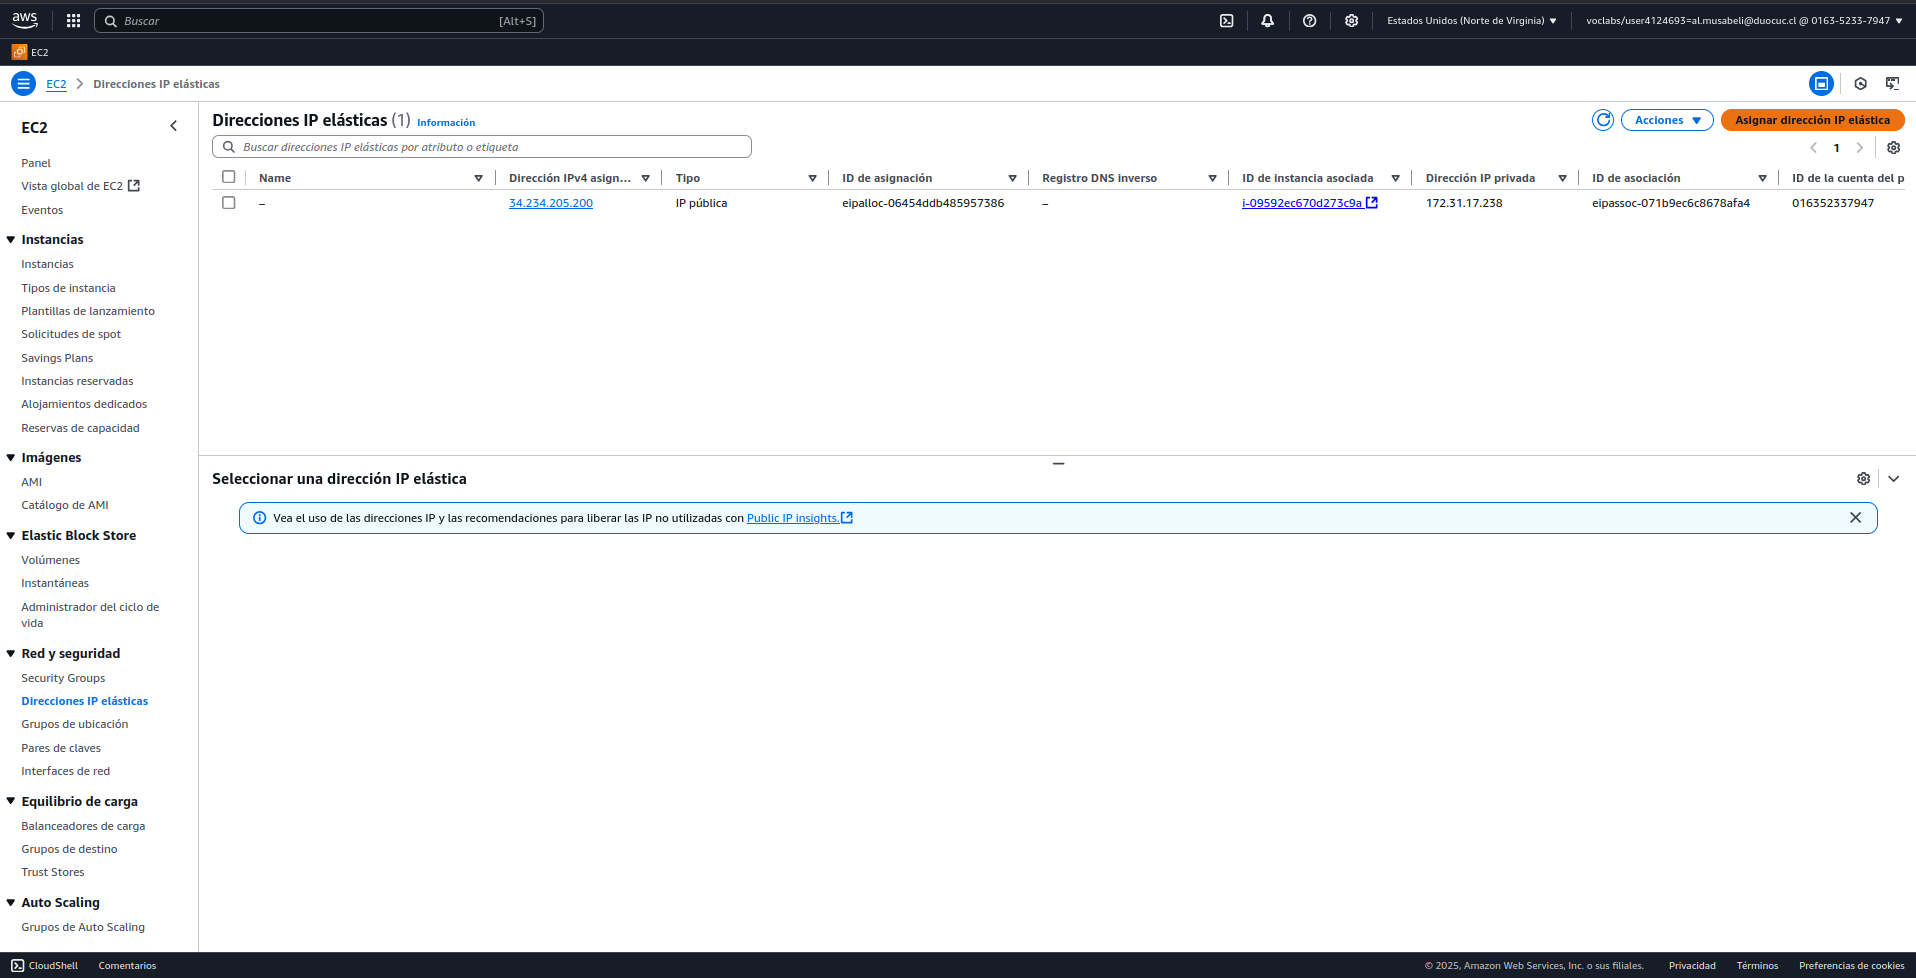 aws
Buscar
[Alt+S]
Estados Unidos (Norte de Virginia)
voclabs/user4124693=al.musabeli@duocuc.cl @ 0163-5233-7947
EC2
EC2
Direcciones IP elásticas
EC2
Panel
Vista global de EC2
Eventos
Instancias
Instancias
Tipos de instancia
Plantillas de lanzamiento
Solicitudes de spot
Savings Plans
Instancias reservadas
Alojamientos dedicados
Reservas de capacidad
Imágenes
AMI
Catálogo de AMI
Elastic Block Store
Volúmenes
Instantáneas
Administrador del ciclo de
vida
Red y seguridad
Security Groups
Direcciones IP elásticas
Grupos de ubicación
Pares de claves
Interfaces de red
Equilibrio de carga
Balanceadores de carga
Grupos de destino
Trust Stores
Auto Scaling
Grupos de Auto Scaling
Direcciones IP elásticas (1) Información
Acciones
Asignar dirección IP elástica
Buscar direcciones IP elásticas por atributo o etiqueta
1
Name Dirección IPv4 asign... Tipo ID de asignación Registro DNS inverso ID de instancia asociada Dirección IP privada ID de asociación ID de la cuenta del p
– 34.234.205.200 IP pública eipalloc-06454ddb485957386 – i-09592ec670d273c9a 172.31.17.238 eipassoc-071b9ec6c8678afa4 016352337947
Seleccionar una dirección IP elástica
Vea el uso de las direcciones IP y las recomendaciones para liberar las IP no utilizadas con Public IP insights.
CloudShell
Comentarios
© 2025, Amazon Web Services, Inc. o sus filiales.
Privacidad
Términos
Preferencias de cookies